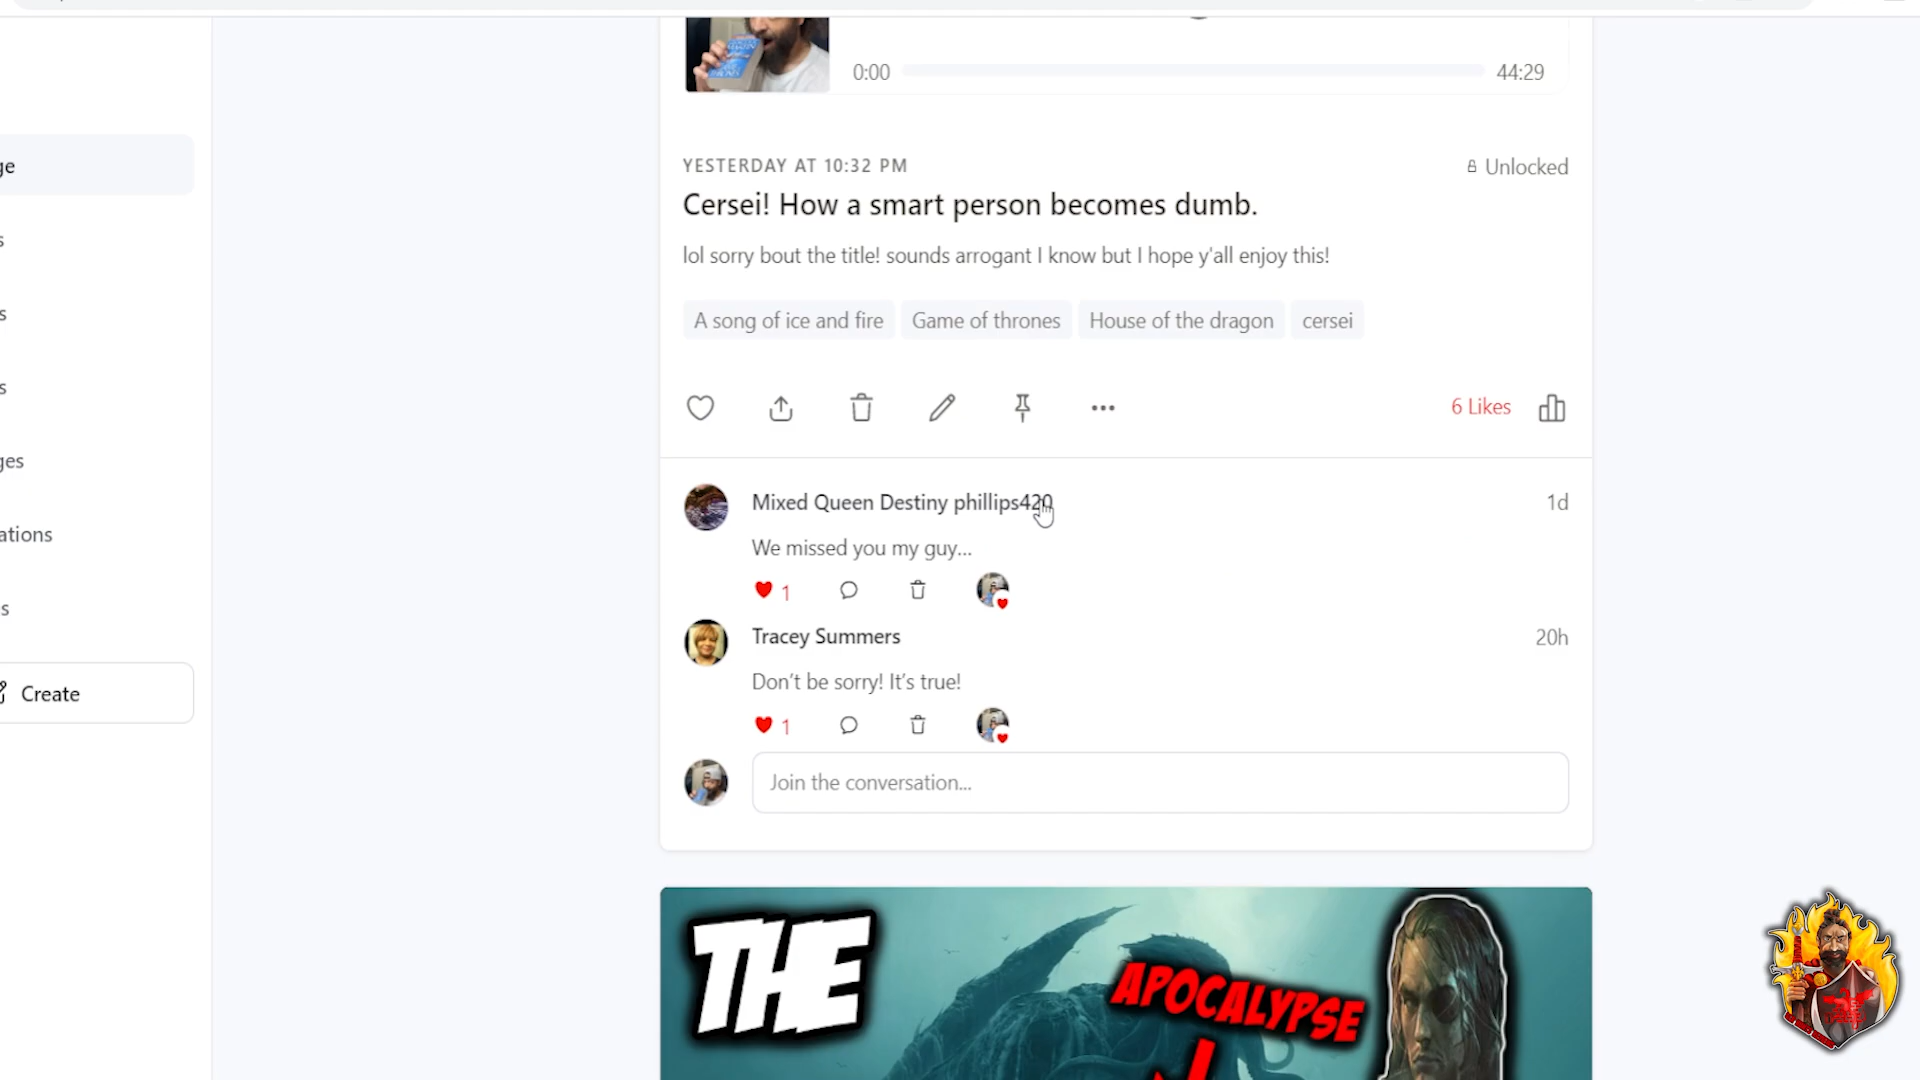 0:00
44:29
YESTERDAY AT 10:32 PM
Unlocked
Cersei! How a smart person becomes dumb.
lol sorry bout the title! sounds arrogant I know but I hope y'all enjoy this!
A song of ice and fire
Game of thrones
House of the dragon
cersei
6 Likes
Mixed Queen Destiny phillips420
1d
We missed you my guy...
1
Tracey Summers
20h
Don't be sorry! It's true!
1
Join the conversation...
ge
s
s
s
ges
ations
s
Create
THE
APOCALYPSE